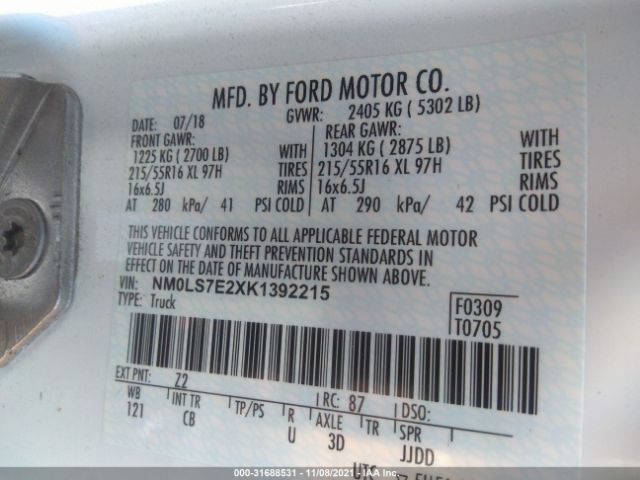 MFD. BY FORD MOTOR CO.
DATE: 07/18 GVWR: 2405 KG ( 5302 LB)
FRONT GAWR: REAR GAWR:
1225 KG ( 2700 LB) WITH 1304 KG ( 2875 LB) WITH
215/55R16 XL 97H TIRES 215/55R16 XL 97H TIRES
16x6.5J RIMS 16x6.5J RIMS
AT 280 kPa/ 41 PSI COLD AT 290 kPa/ 42 PSI COLD
THIS VEHICLE CONFORMS TO ALL APPLICABLE FEDERAL MOTOR
VEHICLE SAFETY AND THEFT PREVENTION STANDARDS IN
EFFECT ON THE DATE OF MANUFACTURE SHOWN ABOVE.
VIN: NM0LS7E2XK1392215
TYPE: Truck
F0309
T0705
EXT PNT: Z2 RC: 87 DSO:
WB INT TR TP/PS R AXLE TR SPR
121 CB U 3D JJDD
UTC
000-31688531 - 11/08/2021 - IAAI.com